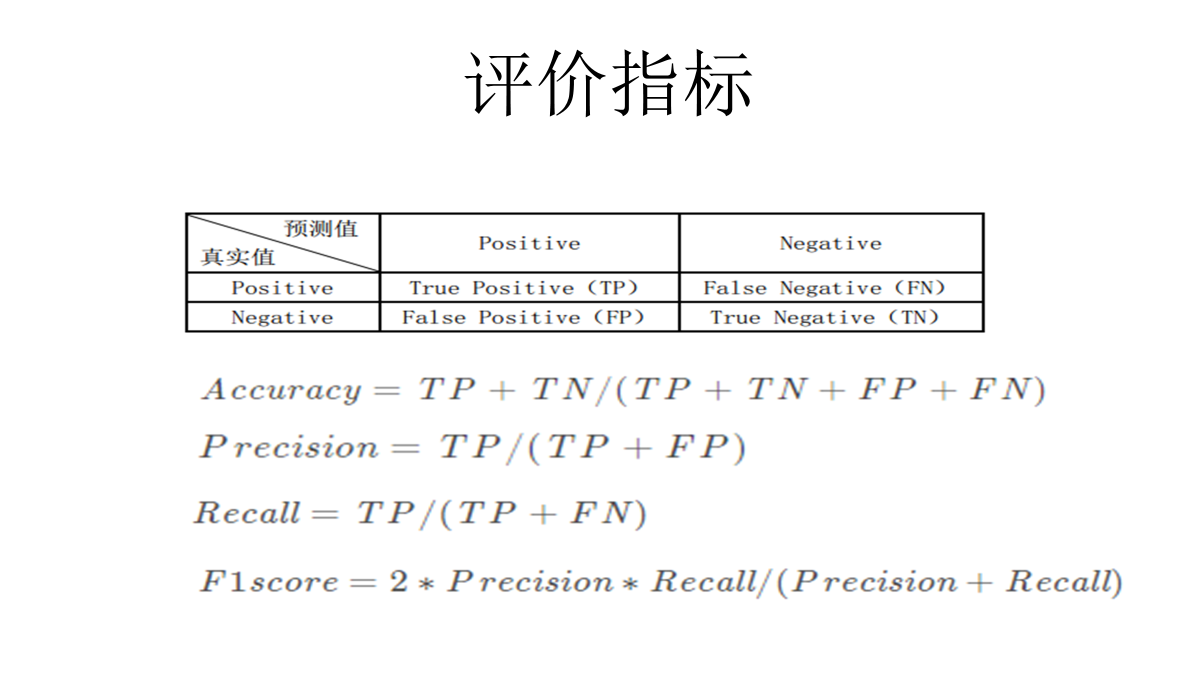 评价指标
预测值
真实值
Positive Negative
Positive True Positive（TP） False Negative（FN）
Negative False Positive（FP） True Negative（TN）
Accuracy = TP + TN/(TP + TN + FP + FN)
Precision = TP/(TP + FP)
Recall = TP/(TP + FN)
F1score = 2 * Precision * Recall/(Precision + Recall)